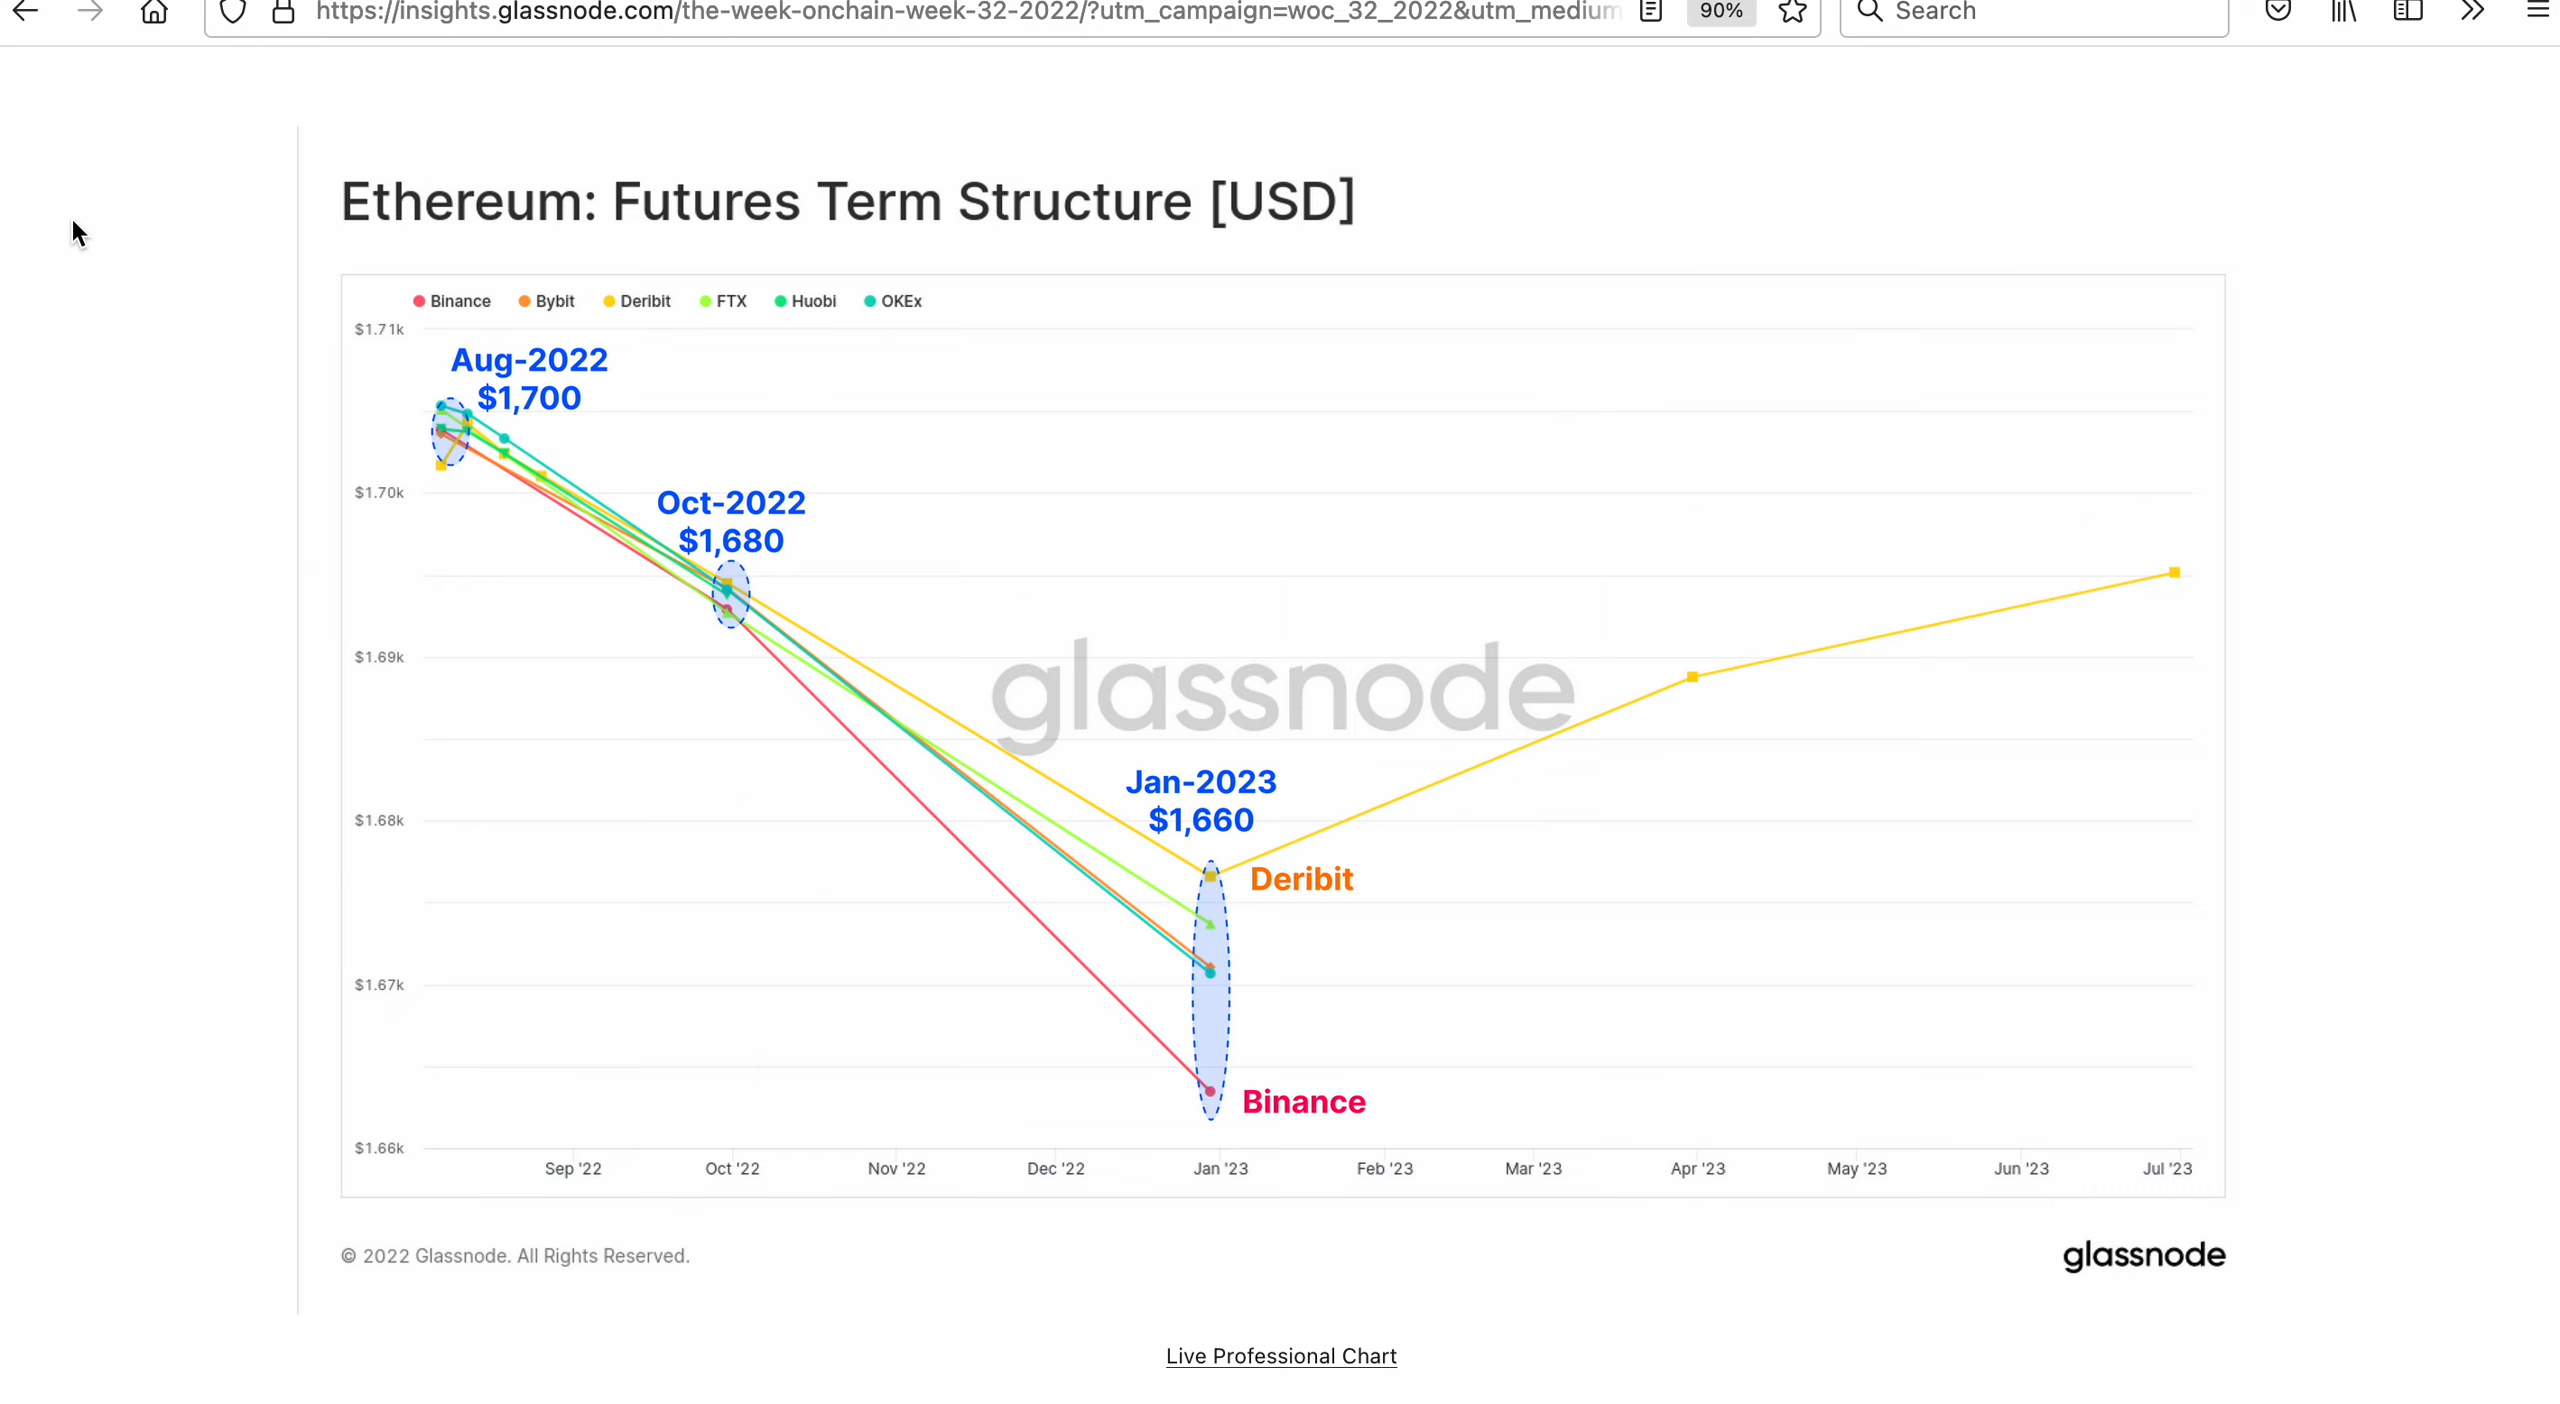 https://insights.glassnode.com/the-week-onchain-week-32-2022/?utm_campaign=woc_32_2022&utm_medium
90%
Search
Ethereum: Futures Term Structure [USD]
Binance Bybit Deribit FTX Huobi OKEx
$1.71k
Aug-2022
$1,700
$1.70k
Oct-2022
$1,680
$1.69k
glassnode
Jan-2023
$1,660
$1.68k
Deribit
$1.67k
Binance
$1.66k
Sep '22 Oct '22 Nov '22 Dec '22 Jan '23 Feb '23 Mar '23 Apr '23 May '23 Jun '23 Jul '23
© 2022 Glassnode. All Rights Reserved.
glassnode
Live Professional Chart